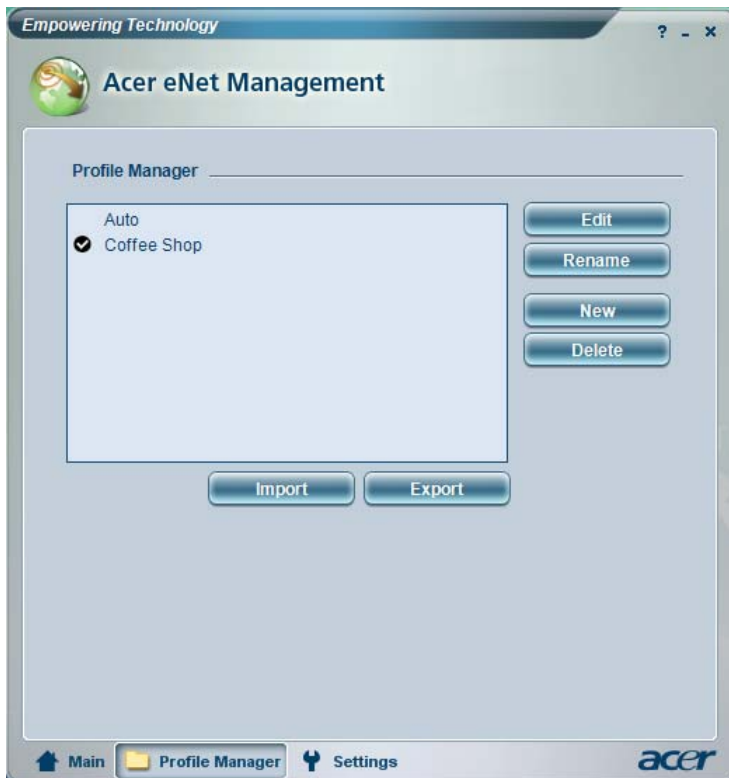 Empowering Technology
? - ×
Acer eNet Management
Profile Manager
Auto
Coffee Shop
Edit
Rename
New
Delete
Import
Export
Main
Profile Manager
Settings
acer